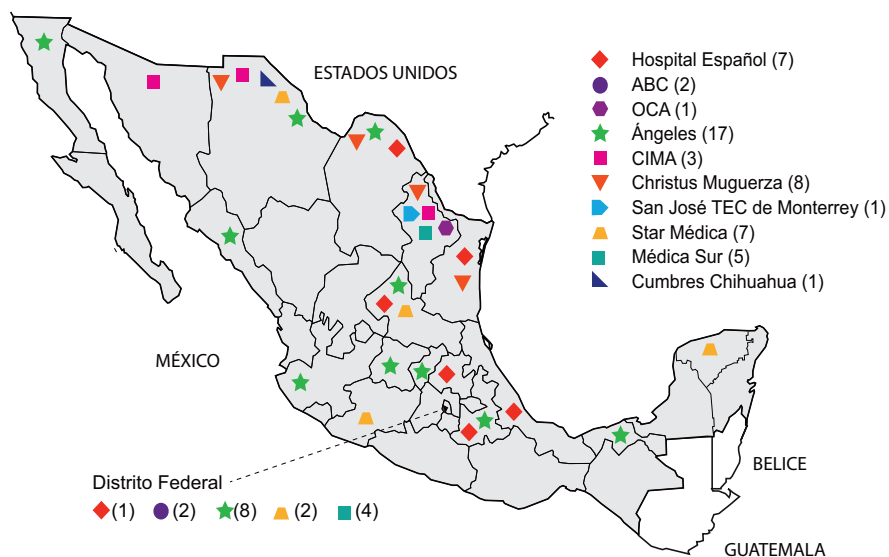 ESTADOS UNIDOS
Hospital Español (7)
ABC (2)
OCA (1)
Ángeles (17)
CIMA (3)
Christus Muguerza (8)
San José TEC de Monterrey (1)
Star Médica (7)
Médica Sur (5)
Cumbres Chihuahua (1)
MÉXICO
BELICE
GUATEMALA
Distrito Federal
(1) (2) (8) (2) (4)